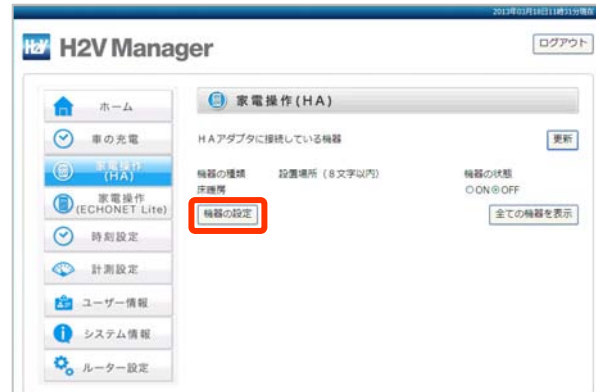 2013年03月18日11時31分現在
H2V H2V Manager
ログアウト
ホーム
車の充電
家電操作
(HA)
家電操作
(ECHONET Lite)
時刻設定
計測設定
ユーザー情報
システム情報
ルーター設定
家電操作(HA)
HAアダプタに接続している機器
更新
機器の種類 設置場所（8文字以内） 機器の状態
床暖房 ON OFF
機器の設定 全ての機器を表示